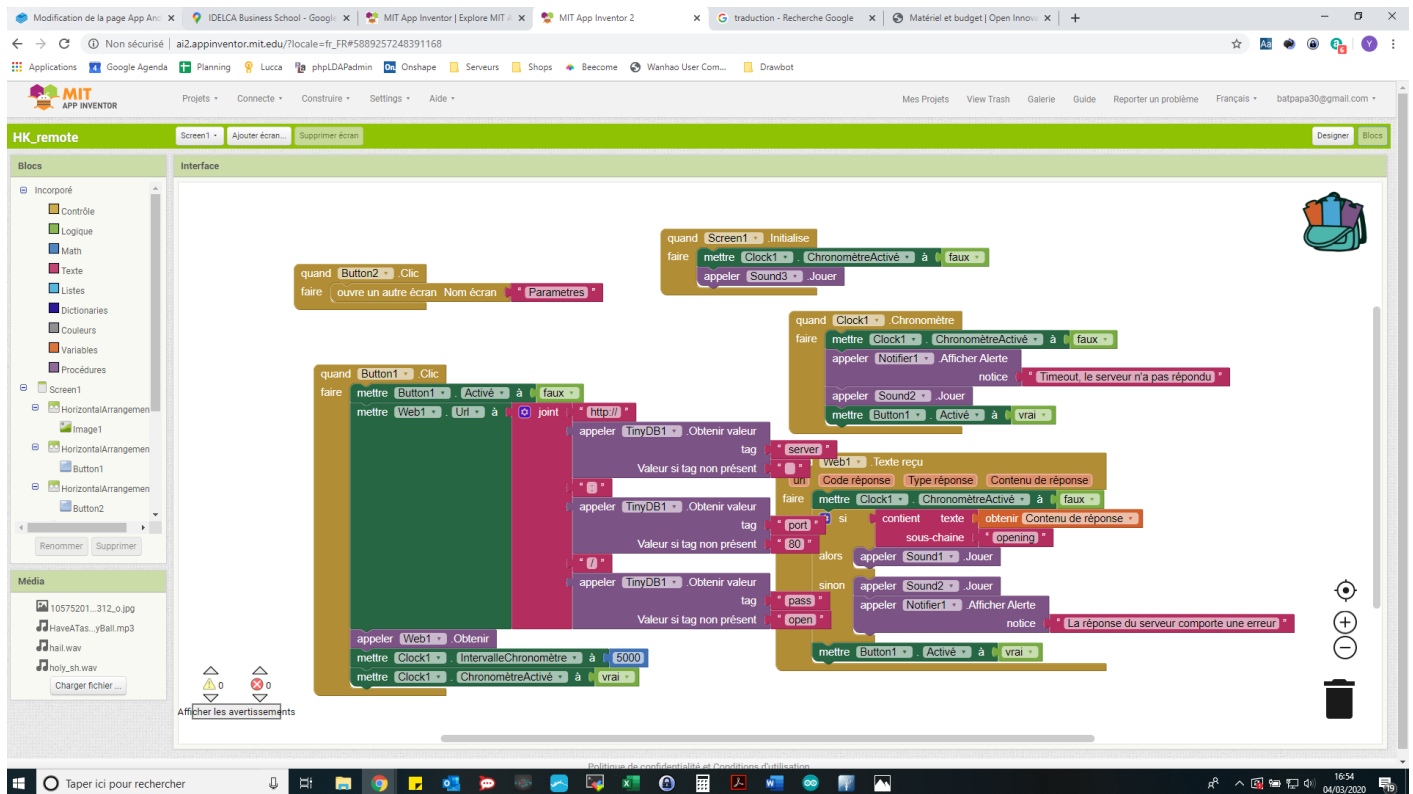 Modification de la page App And
IDELCA Business School - Google
MIT App Inventor | Explore MIT A
MIT App Inventor 2
traduction - Recherche Google
Matériel et budget | Open Innova
Non sécurisé | ai2.appinventor.mit.edu/?locale=fr_FR#5889257248391168
Applications Google Agenda Planning Lucca phpLDAPadmin Onshape Serveurs Shops Beecome Wanhao User Com... Drawbot
MIT
APP INVENTOR
Projets Connecte Construire Settings Aide
Mes Projets View Trash Galerie Guide Reporter un problème Français batpapa30@gmail.com
HK_remote
Screen1 Ajouter écran... Supprimer écran
Designer Blocs
Blocs
Interface
Incorporé
Contrôle
Logique
Math
Texte
Listes
Dictionaries
Couleurs
Variables
Procédures
Screen1
HorizontalArrangemen
Image1
HorizontalArrangemen
Button1
HorizontalArrangemen
Button2
Renommer Supprimer
Média
10575201...312_o.jpg
HaveATas...yBall.mp3
hail.wav
holy_sh.wav
Charger fichier ...
quand Screen1 .Initialise
faire mettre Clock1 . ChronomètreActivé à faux
appeler Sound3 .Jouer
quand Button2 .Clic
faire ouvre un autre écran Nom écran " Parametres "
quand Clock1 .Chronomètre
faire mettre Clock1 . ChronomètreActivé à faux
appeler Notifier1 .Afficher Alerte
notice " Timeout, le serveur n'a pas répondu "
appeler Sound2 .Jouer
mettre Button1 . Activé à vrai
quand Button1 .Clic
faire mettre Button1 . Activé à faux
mettre Web1 . Url à joint " http:// "
appeler TinyDB1 .Obtenir valeur
tag " server "
Valeur si tag non présent " "
" : "
appeler TinyDB1 .Obtenir valeur
tag " port "
Valeur si tag non présent " 80 "
" / "
appeler TinyDB1 .Obtenir valeur
tag " pass "
Valeur si tag non présent " open "
appeler Web1 .Obtenir
mettre Clock1 . IntervalleChronomètre à 5000
mettre Clock1 . ChronomètreActivé à vrai
Web1 .Texte reçu
url Code réponse Type réponse Contenu de réponse
faire mettre Clock1 . ChronomètreActivé à faux
si contient texte obtenir Contenu de réponse
sous-chaine " opening "
alors appeler Sound1 .Jouer
sinon appeler Sound2 .Jouer
appeler Notifier1 .Afficher Alerte
notice " La réponse du serveur comporte une erreur "
mettre Button1 . Activé à vrai
0 0
Afficher les avertissements
Politique de confidentialité et Conditions d'utilisation
Taper ici pour rechercher
16:54
04/03/2020
19